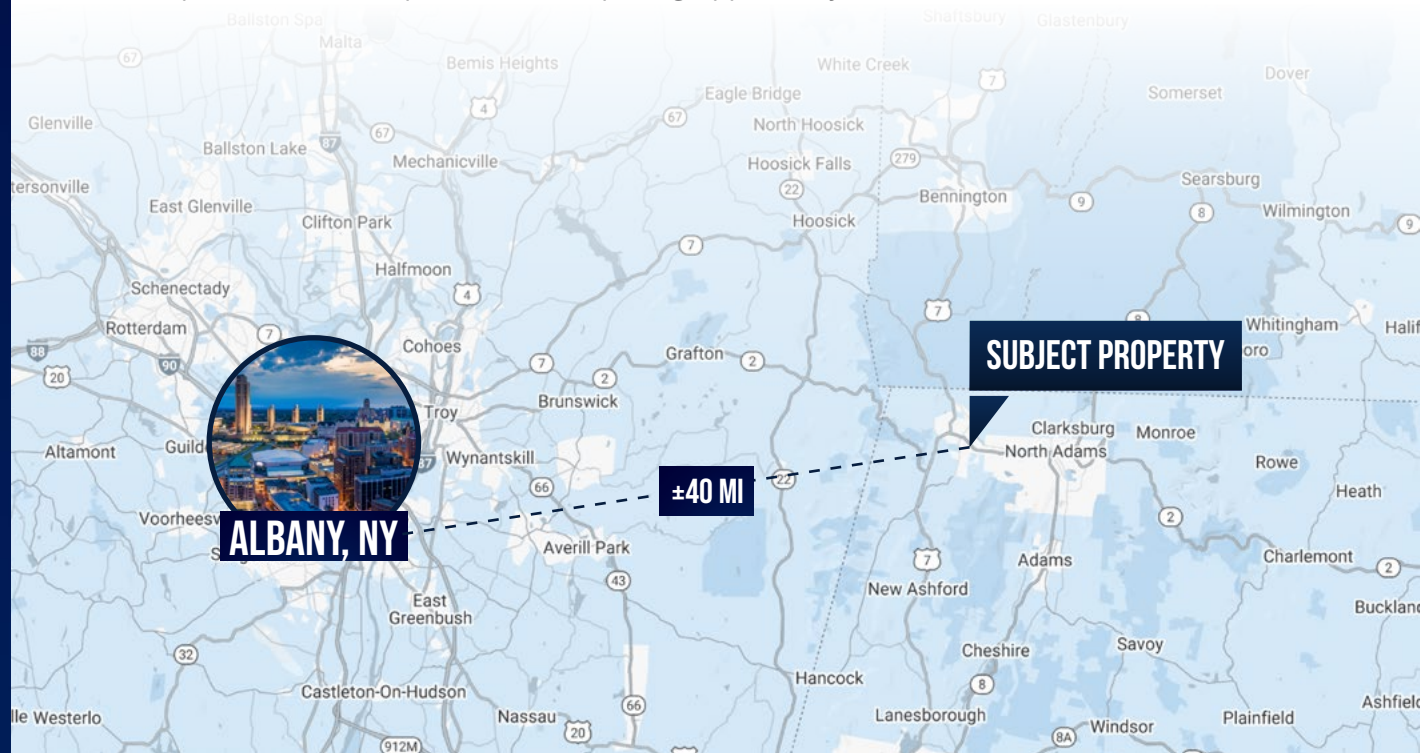 Ballston Spa
Shaftsbury
Glastenbury
Malta
67
Bemis Heights
White Creek
7
Dover
Eagle Bridge
Somerset
4
Glenville
67
67
North Hoosick
87
Ballston Lake
Mechanicville
Hoosick Falls
279
tersonville
22
Searsburg
East Glenville
Bennington
9
8
Wilmington
9
Clifton Park
Hoosick
7
Halfmoon
Schenectady
4
7
8
Rotterdam
7
Whitingham
Halif
88
90
Cohoes
Grafton
2
SUBJECT PROPERTY
oro
20
7
2
Brunswick
Troy
Clarksburg
Monroe
Altamont
Guild
87
Wynantskill
North Adams
Rowe
66
±40 MI
22
Heath
Voorheesv
2
ALBANY, NY
Averill Park
7
Adams
Charlemont
2
43
New Ashford
East
Greenbush
Buckland
32
Cheshire
Savoy
Castleton-On-Hudson
Hancock
8
Ashfield
lle Westerlo
Nassau
66
Lanesborough
Plainfield
20
Windsor
912M
8A